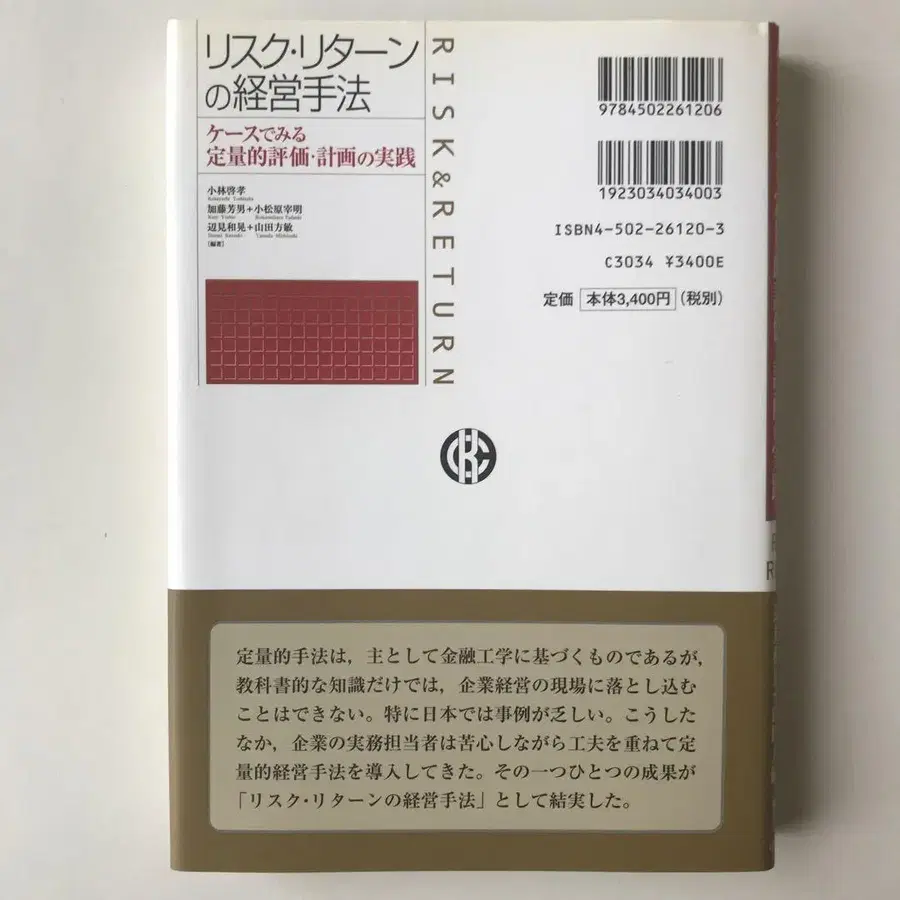 リスク・リターン
の経営手法
ケースでみる
定量的評価・計画の実践
小林啓孝
加藤芳男+小松原宰明
辺見和晃+山田方敏
[編著]
RISK & RETURN
9784502261206
1923034034003
ISBN4-502-26120-3
C3034 ¥3400E
定価 本体3,400円(税別)
定量的手法は，主として金融工学に基づくものであるが，
教科書的な知識だけでは，企業経営の現場に落とし込む
ことはできない。特に日本では事例が乏しい。こうした
なか，企業の実務担当者は苦心しながら工夫を重ねて定
量的経営手法を導入してきた。その一つひとつの成果が
「リスク・リターンの経営手法」として結実した。